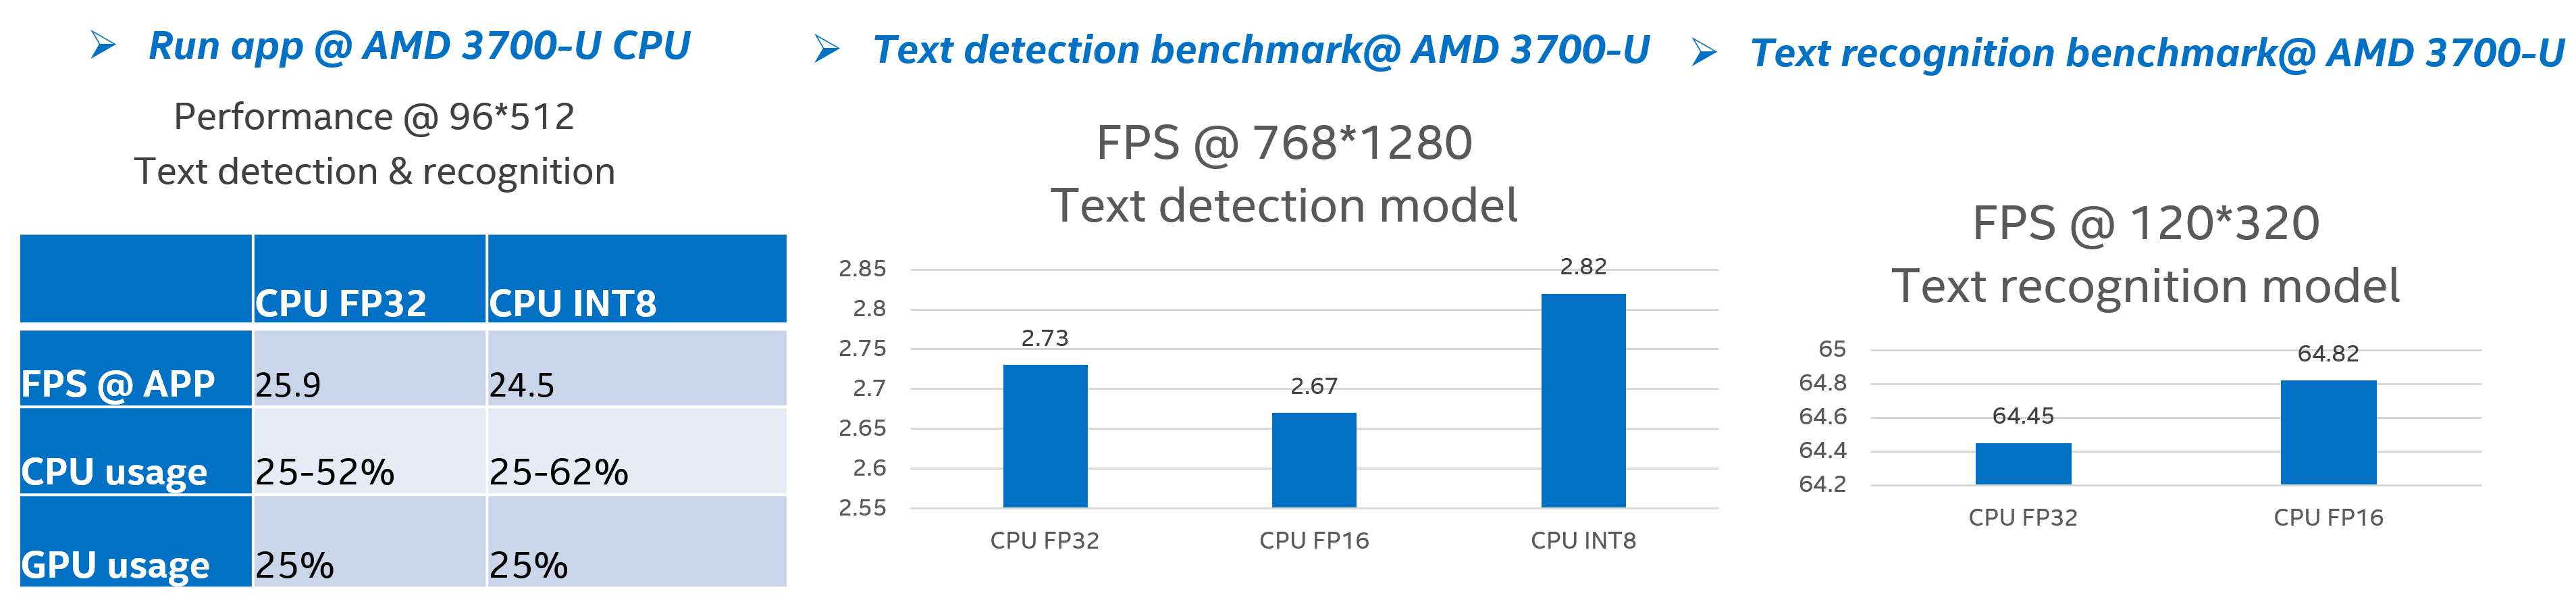 Run app @ AMD 3700-U CPU
Performance @ 96*512
Text detection & recognition
CPU FP32 CPU INT8
FPS @ APP 25.9 24.5
CPU usage 25-52% 25-62%
GPU usage 25% 25%
Text detection benchmark@ AMD 3700-U
FPS @ 768*1280
Text detection model
2.85
2.8
2.75
2.7
2.65
2.6
2.55
2.73
2.67
2.82
CPU FP32 CPU FP16 CPU INT8
Text recognition benchmark@ AMD 3700-U
FPS @ 120*320
Text recognition model
65
64.8
64.6
64.4
64.2
64.45
64.82
CPU FP32 CPU FP16